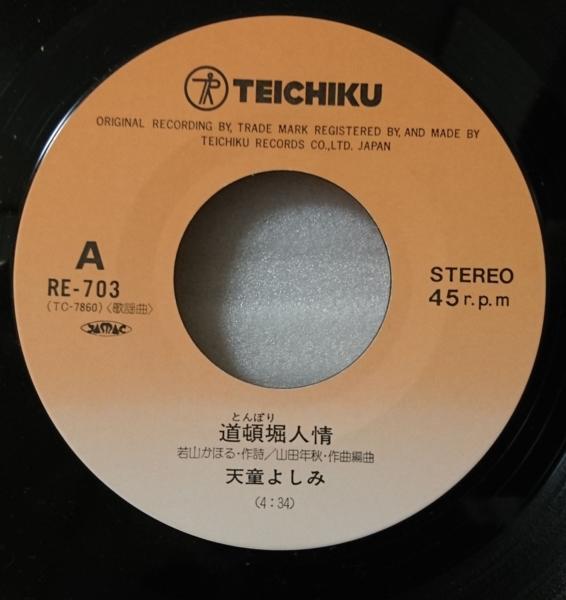 TEICHIKU
ORIGINAL RECORDING BY, TRADE MARK REGISTERED BY, AND MADE BY
TEICHIKU RECORDS CO.,LTD. JAPAN
A
RE-703
(TC-7860)〈歌謡曲〉
JASRAC
STEREO
45 r.p.m
とんぼり
道頓堀人情
若山かほる・作詩/山田年秋・作曲編曲
天童よしみ
(4:34)